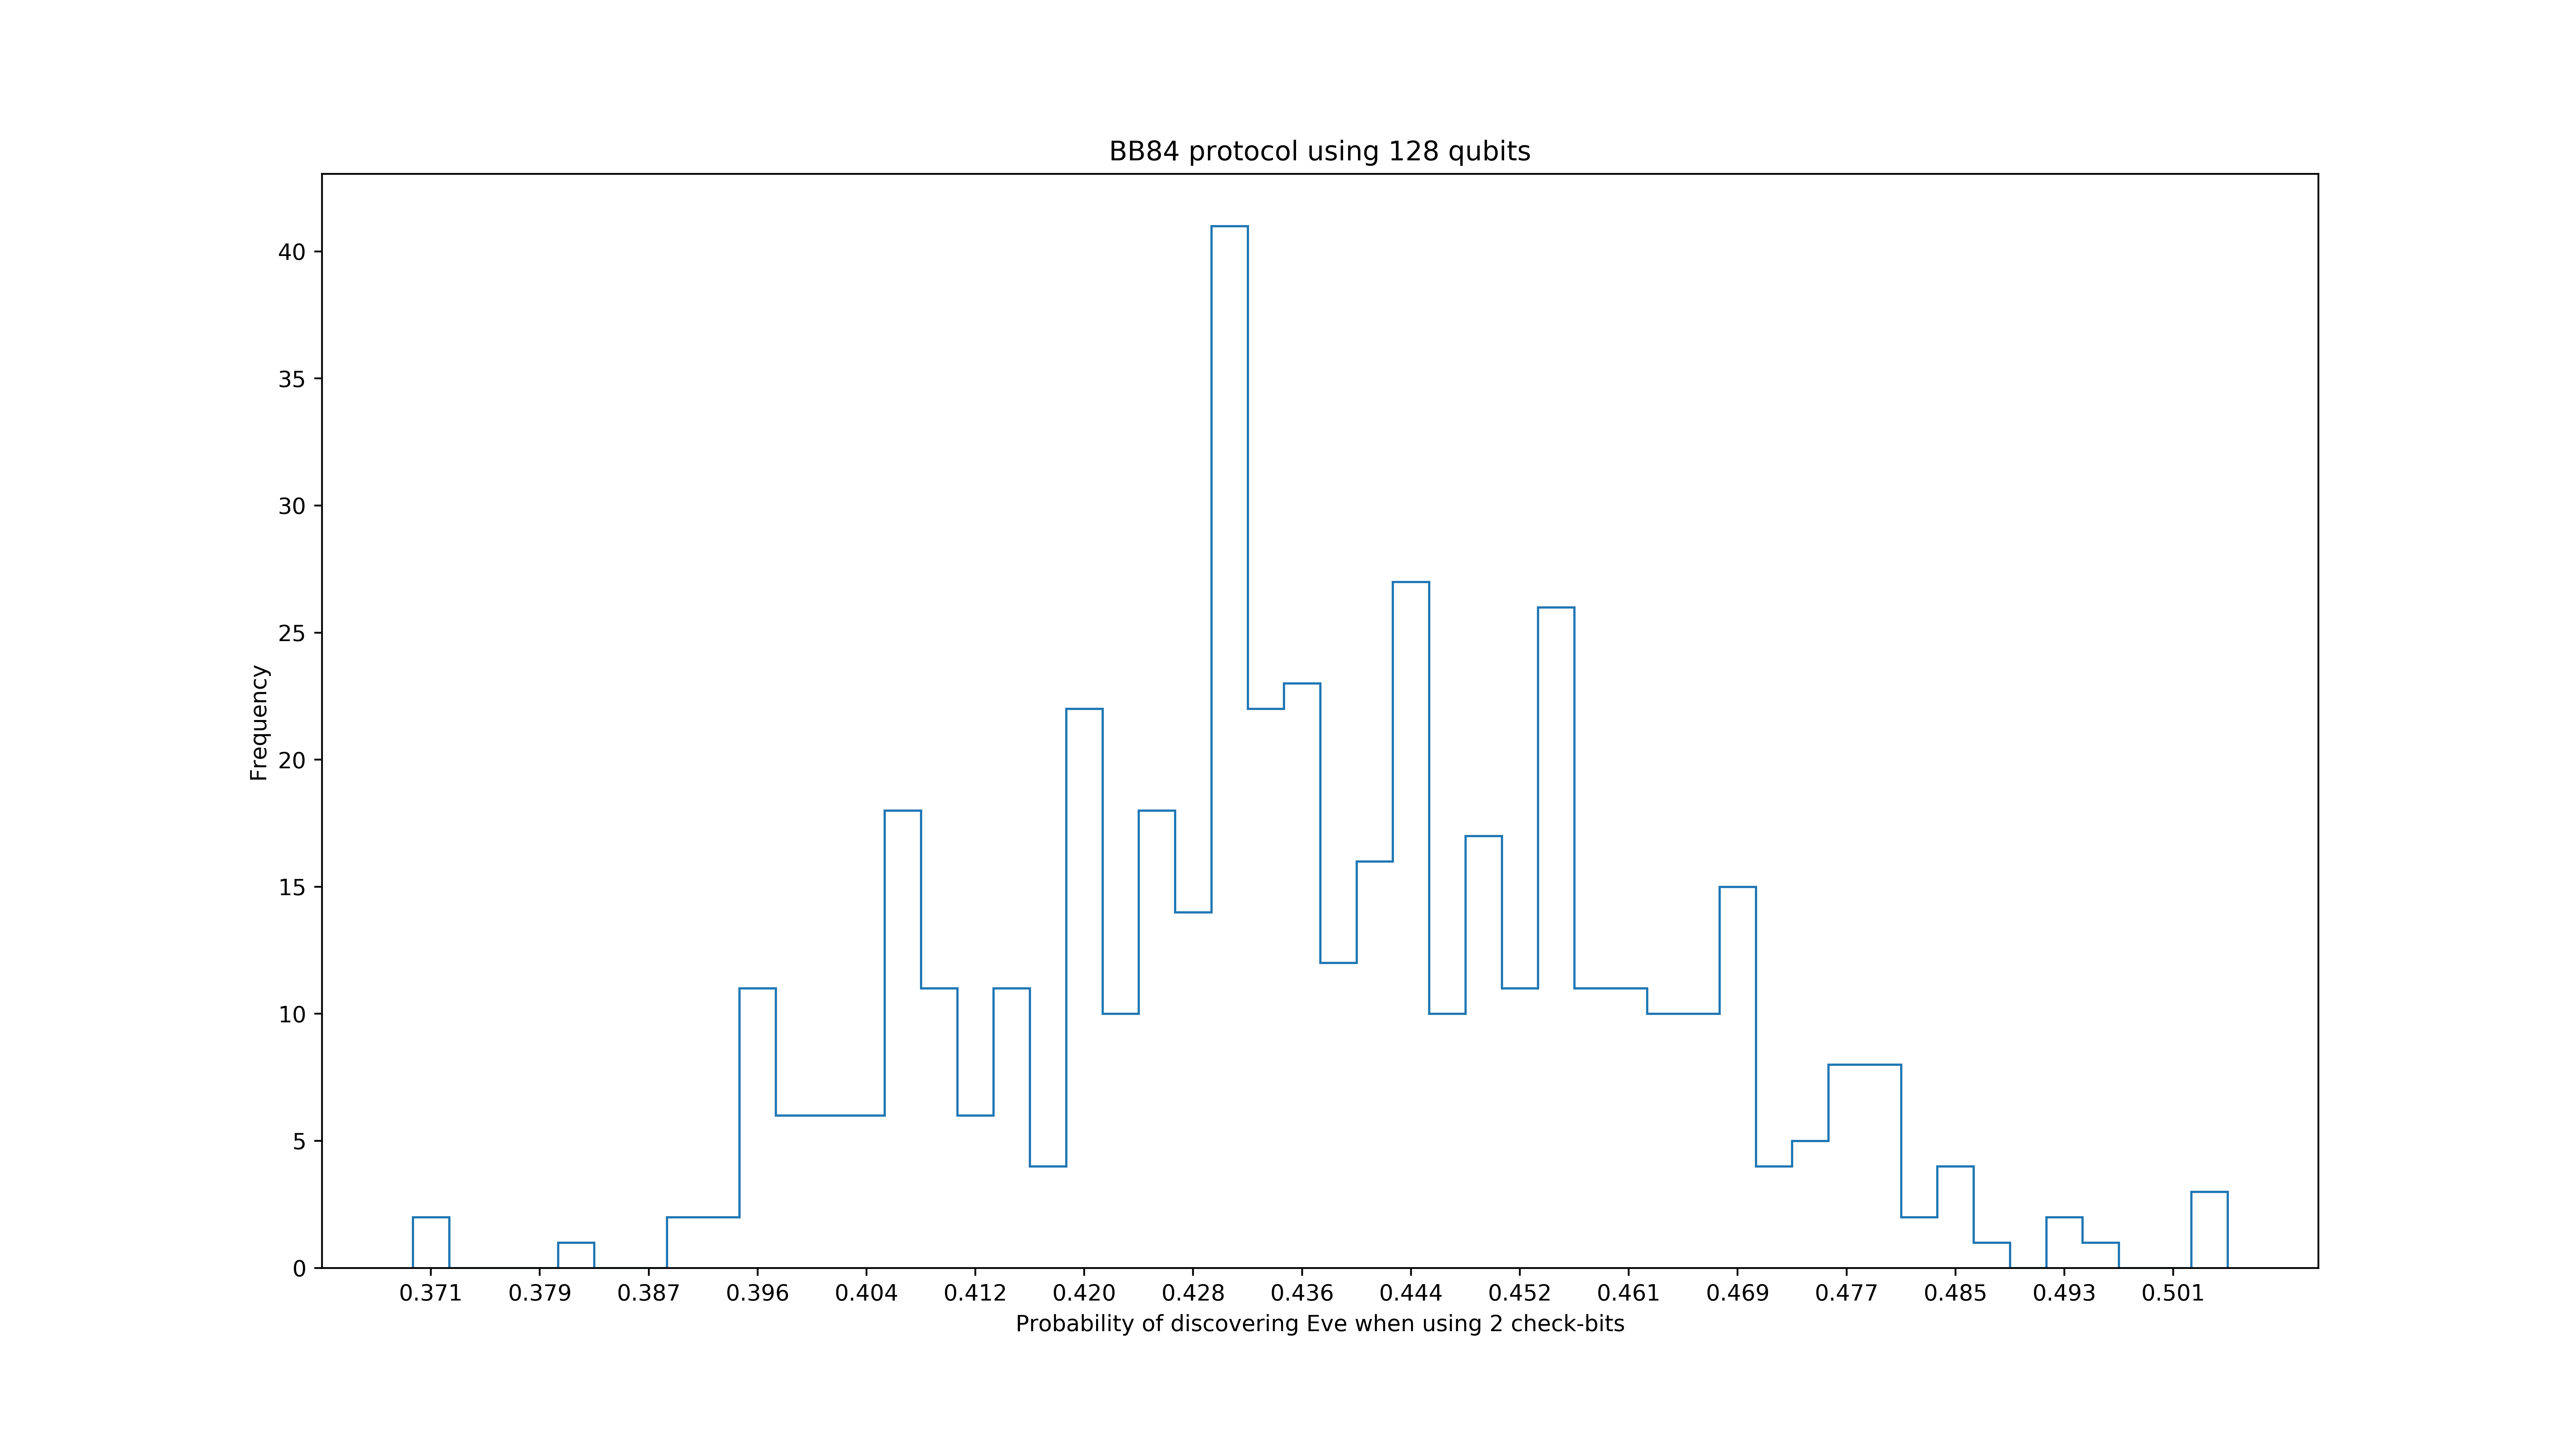 BB84 protocol using 128 qubits
40
35
30
25
20
15
10
5
0
Frequency
0.371 0.379 0.387 0.396 0.404 0.412 0.420 0.428 0.436 0.444 0.452 0.461 0.469 0.477 0.485 0.493 0.501
Probability of discovering Eve when using 2 check-bits